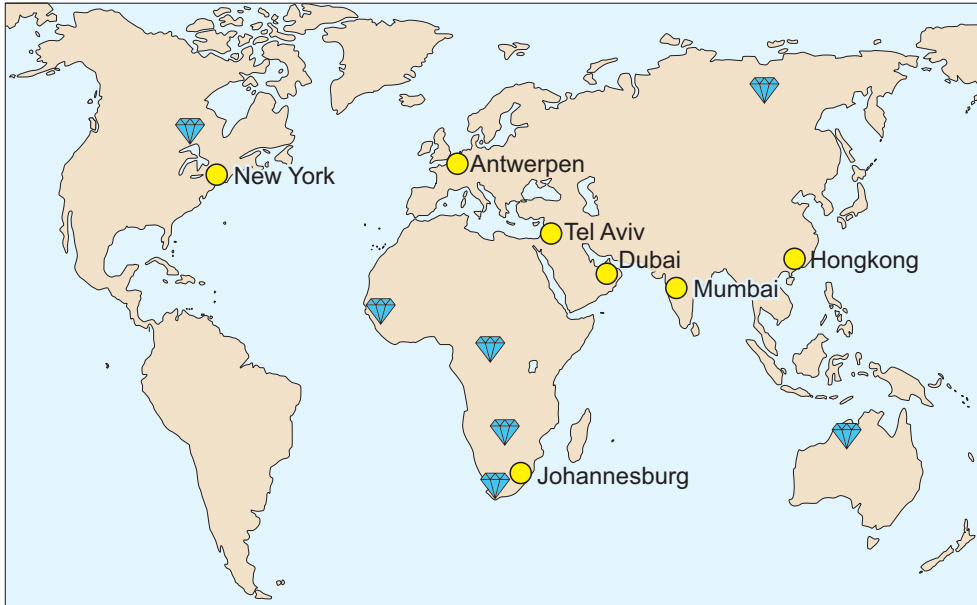 Antwerpen
New York
Tel Aviv
Dubai
Hongkong
Mumbai
Johannesburg